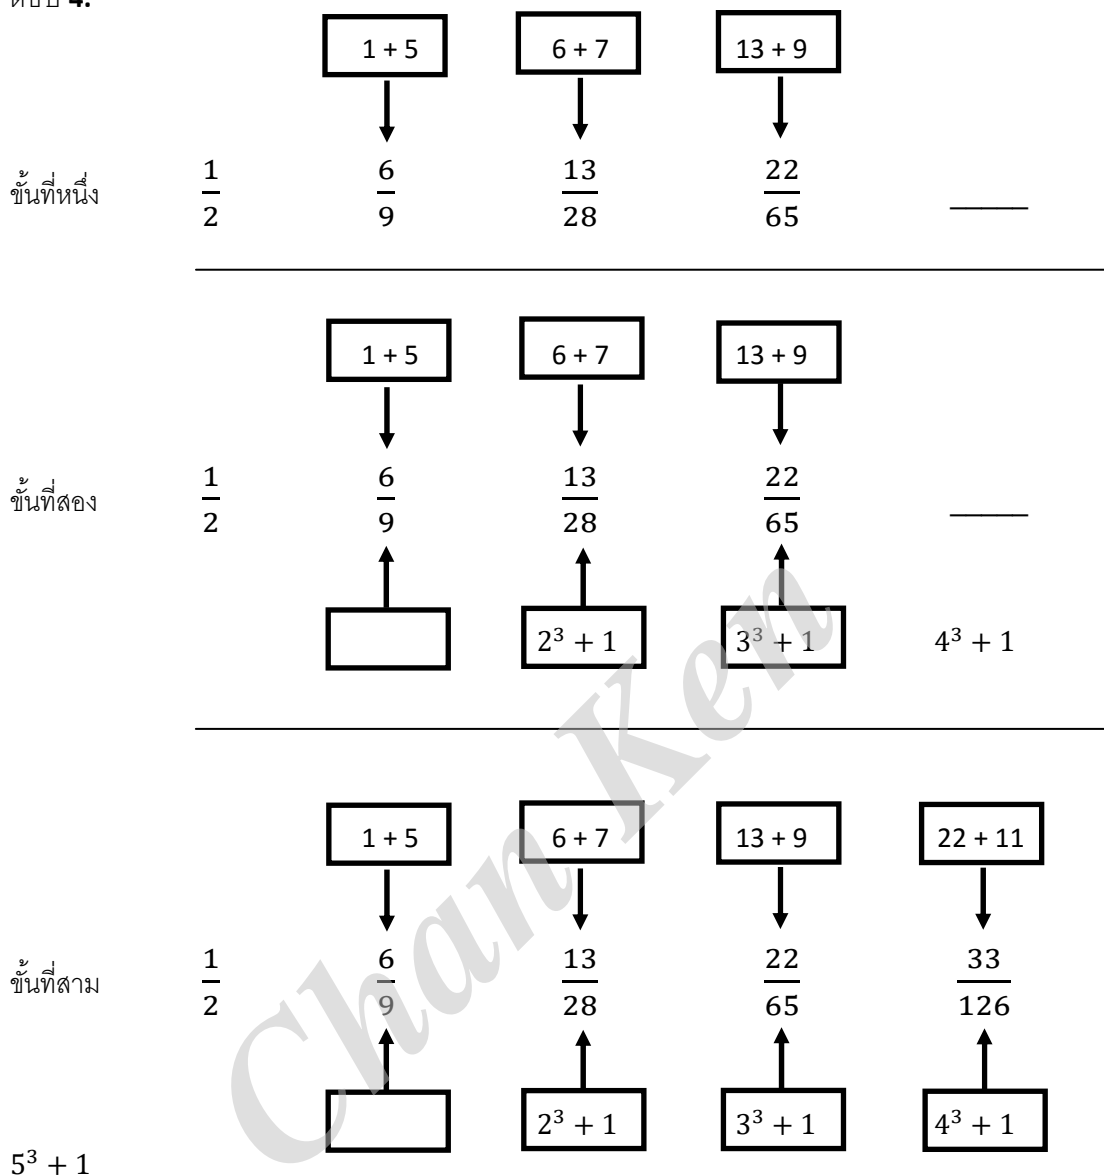 ตอบ 4.
1 + 5 6 + 7 13 + 9
ขั้นที่หนึ่ง 1/2 6/9 13/28 22/65 _____
1 + 5 6 + 7 13 + 9
ขั้นที่สอง 1/2 6/9 13/28 22/65 _____
2³ + 1 3³ + 1 4³ + 1
1 + 5 6 + 7 13 + 9 22 + 11
ขั้นที่สาม 1/2 6/9 13/28 22/65 33/126
2³ + 1 3³ + 1 4³ + 1
5³ + 1
Chan Ken